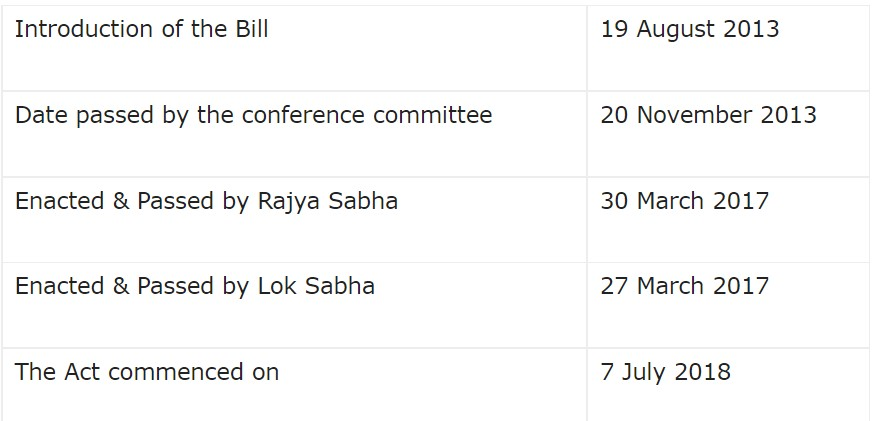 Introduction of the Bill 19 August 2013
Date passed by the conference committee 20 November 2013
Enacted & Passed by Rajya Sabha 30 March 2017
Enacted & Passed by Lok Sabha 27 March 2017
The Act commenced on 7 July 2018